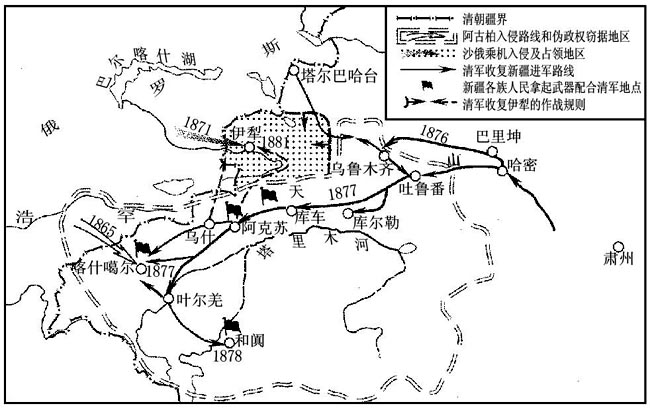 清朝疆界
阿古柏入侵路线和伪政权窃据地区
沙俄乘机入侵及占领地区
清军收复新疆进军路线
新疆各族人民拿起武器配合清军地点
清军收复伊犁的作战规则
巴尔喀什湖
俄罗斯
塔尔巴哈台
1871
伊犁
1881
乌鲁木齐
1876
巴里坤
哈密
吐鲁番
1877
天
浩罕
1865
乌什
阿克苏
库车
库尔勒
塔里木河
喀什噶尔
1877
叶尔羌
和阗
1878
肃州